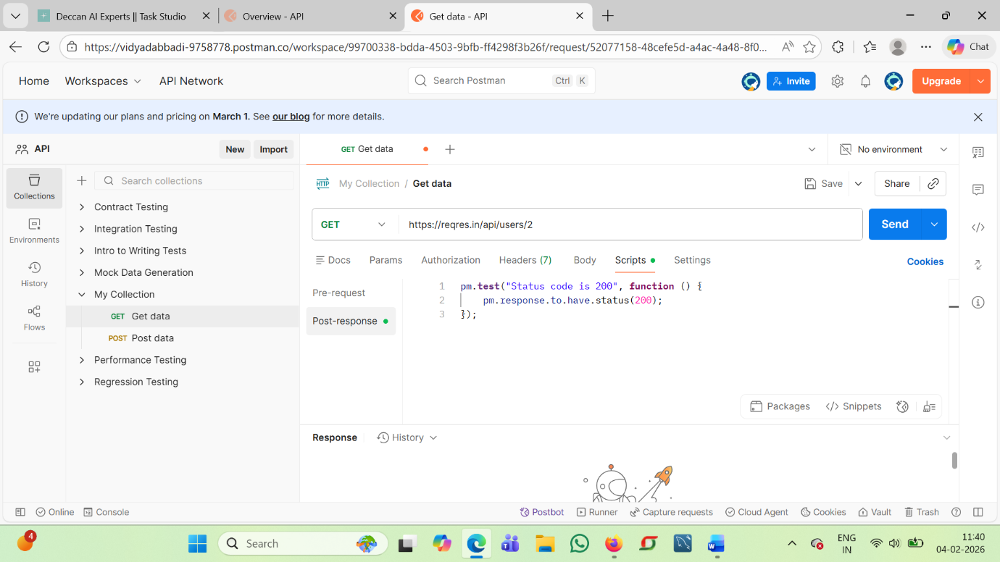 Deccan AI Experts || Task Studio
Overview - API
Get data - API
https://vidyadabbadi-9758778.postman.co/workspace/99700338-bdda-4503-9bfb-ff4298f3b26f/request/52077158-48cefe5d-a4ac-4a48-8f0...
Chat
Home
Workspaces
API Network
Search Postman
Ctrl K
Invite
Upgrade
We're updating our plans and pricing on March 1. See our blog for more details.
API
New
Import
GET Get data
No environment
Collections
Search collections
HTTP
My Collection / Get data
Save
Share
Contract Testing
Environments
Integration Testing
GET
https://reqres.in/api/users/2
Send
Intro to Writing Tests
History
Mock Data Generation
Docs
Params
Authorization
Headers (7)
Body
Scripts
Settings
Cookies
My Collection
Flows
GET Get data
POST Post data
Performance Testing
Regression Testing
Pre-request
Post-response
1 pm.test("Status code is 200", function () {
2 pm.response.to.have.status(200);
3 });
Packages
Snippets
Response
History
Online
Console
Postbot
Runner
Capture requests
Cloud Agent
Cookies
Vault
Trash
4
Search
ENG
IN
11:40
04-02-2026